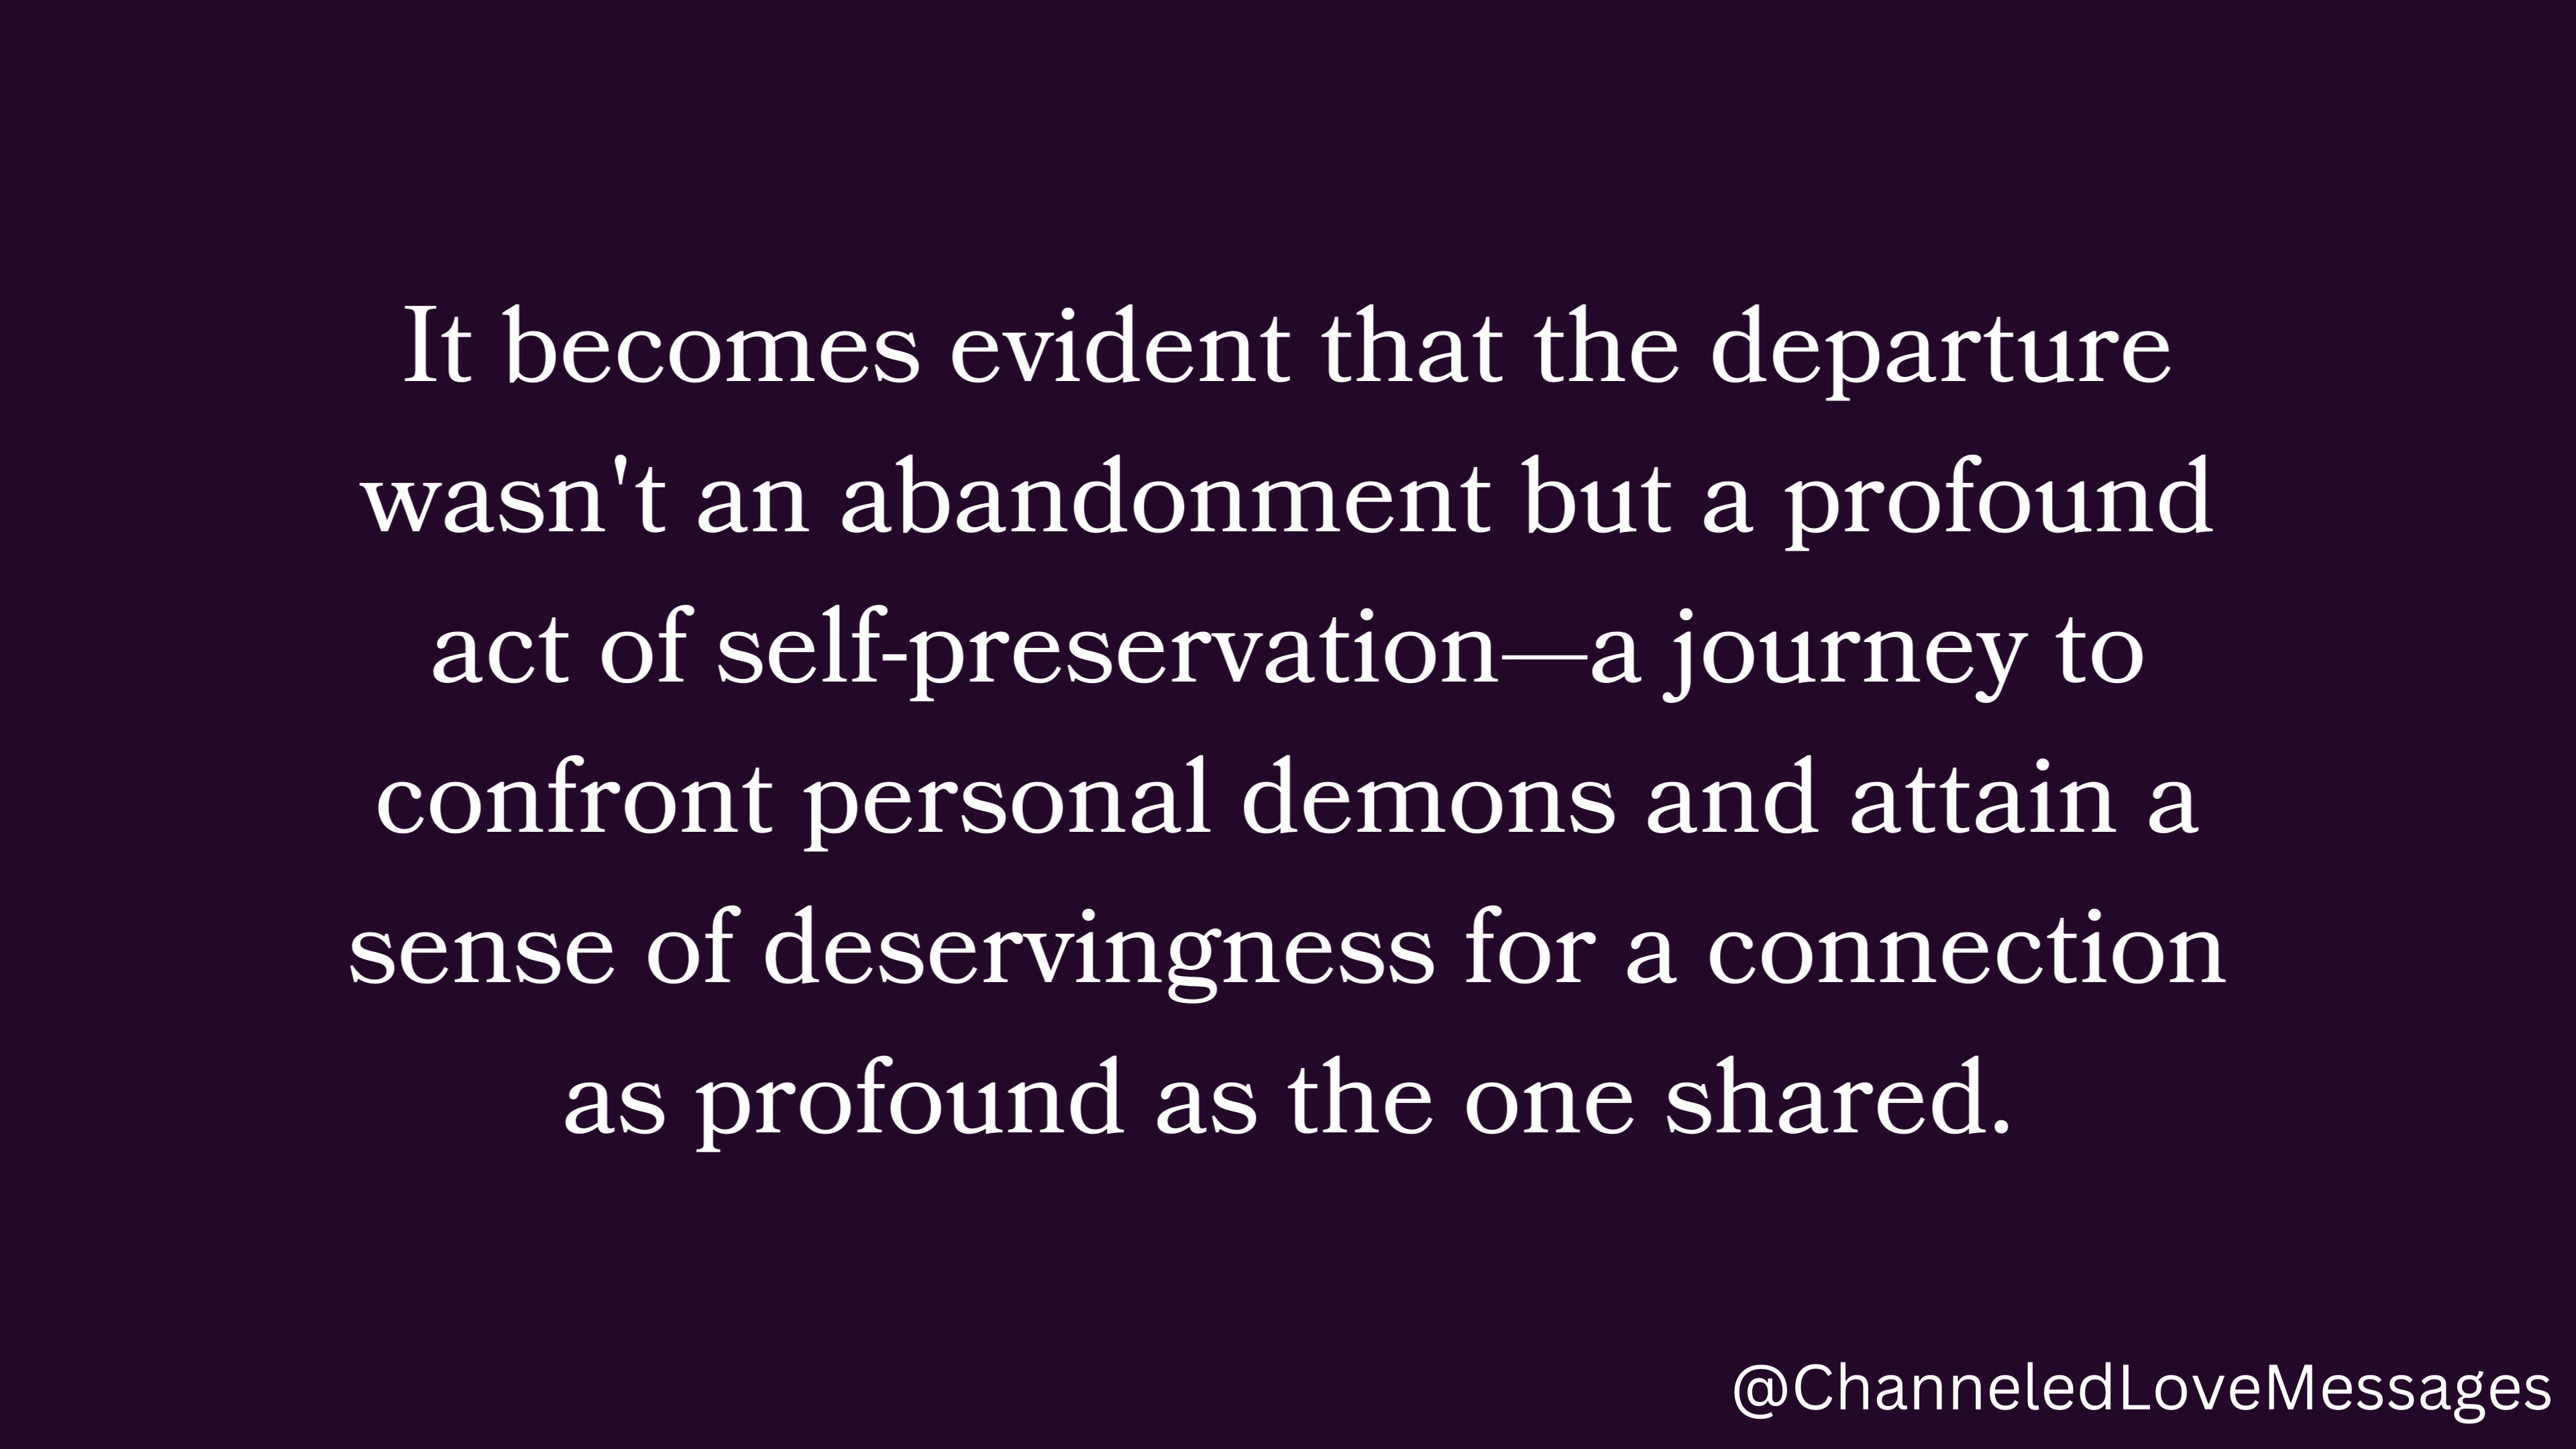 It becomes evident that the departure
wasn't an abandonment but a profound
act of self-preservation—a journey to
confront personal demons and attain a
sense of deservingness for a connection
as profound as the one shared.
@ChanneledLoveMessages